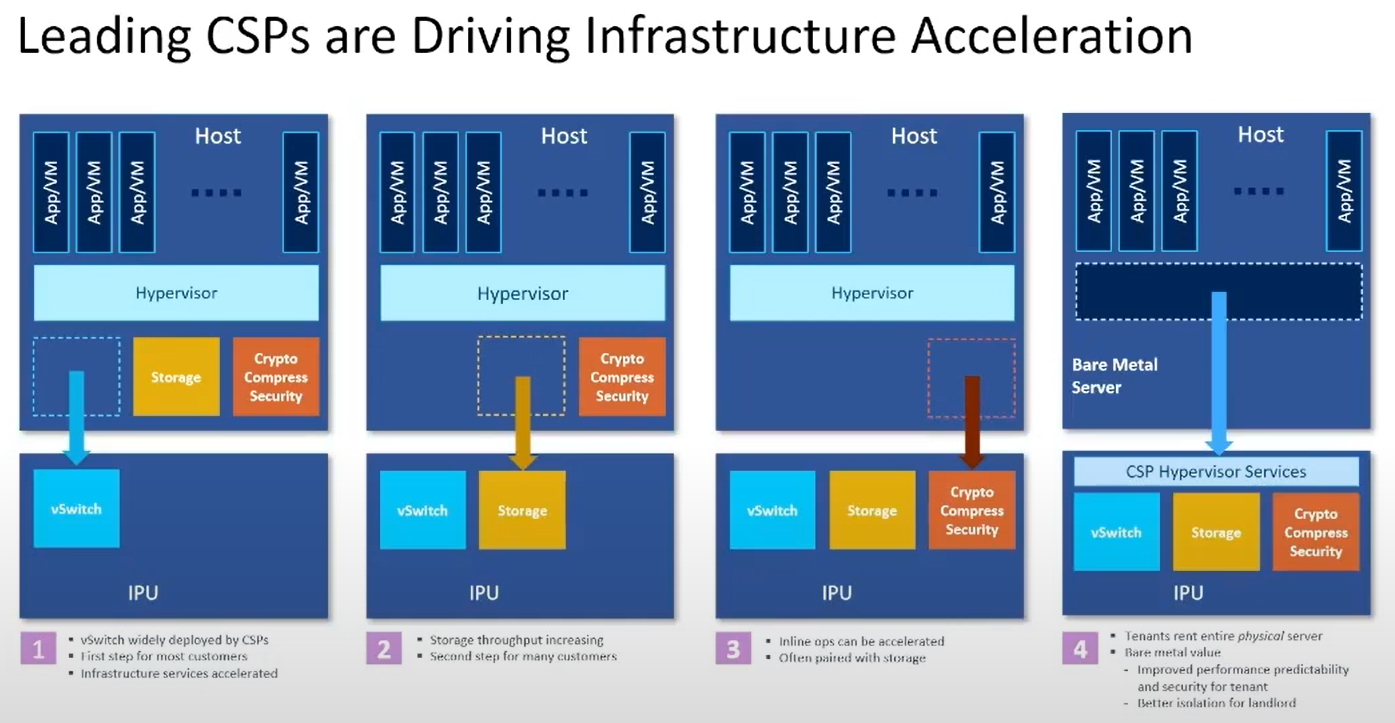 Leading CSPs are Driving Infrastructure Acceleration
Host
App/VM
App/VM
App/VM
App/VM
Hypervisor
Storage
Crypto
Compress
Security
vSwitch
IPU
1
▪ vSwitch widely deployed by CSPs
▪ First step for most customers
▪ Infrastructure services accelerated
Host
App/VM
App/VM
App/VM
App/VM
Hypervisor
Crypto
Compress
Security
vSwitch
Storage
IPU
2
▪ Storage throughput increasing
▪ Second step for many customers
Host
App/VM
App/VM
App/VM
App/VM
Hypervisor
vSwitch
Storage
Crypto
Compress
Security
IPU
3
▪ Inline ops can be accelerated
▪ Often paired with storage
Host
App/VM
App/VM
App/VM
App/VM
Bare Metal
Server
CSP Hypervisor Services
vSwitch
Storage
Crypto
Compress
Security
IPU
4
▪ Tenants rent entire physical server
▪ Bare metal value
- Improved performance predictability
and security for tenant
- Better isolation for landlord